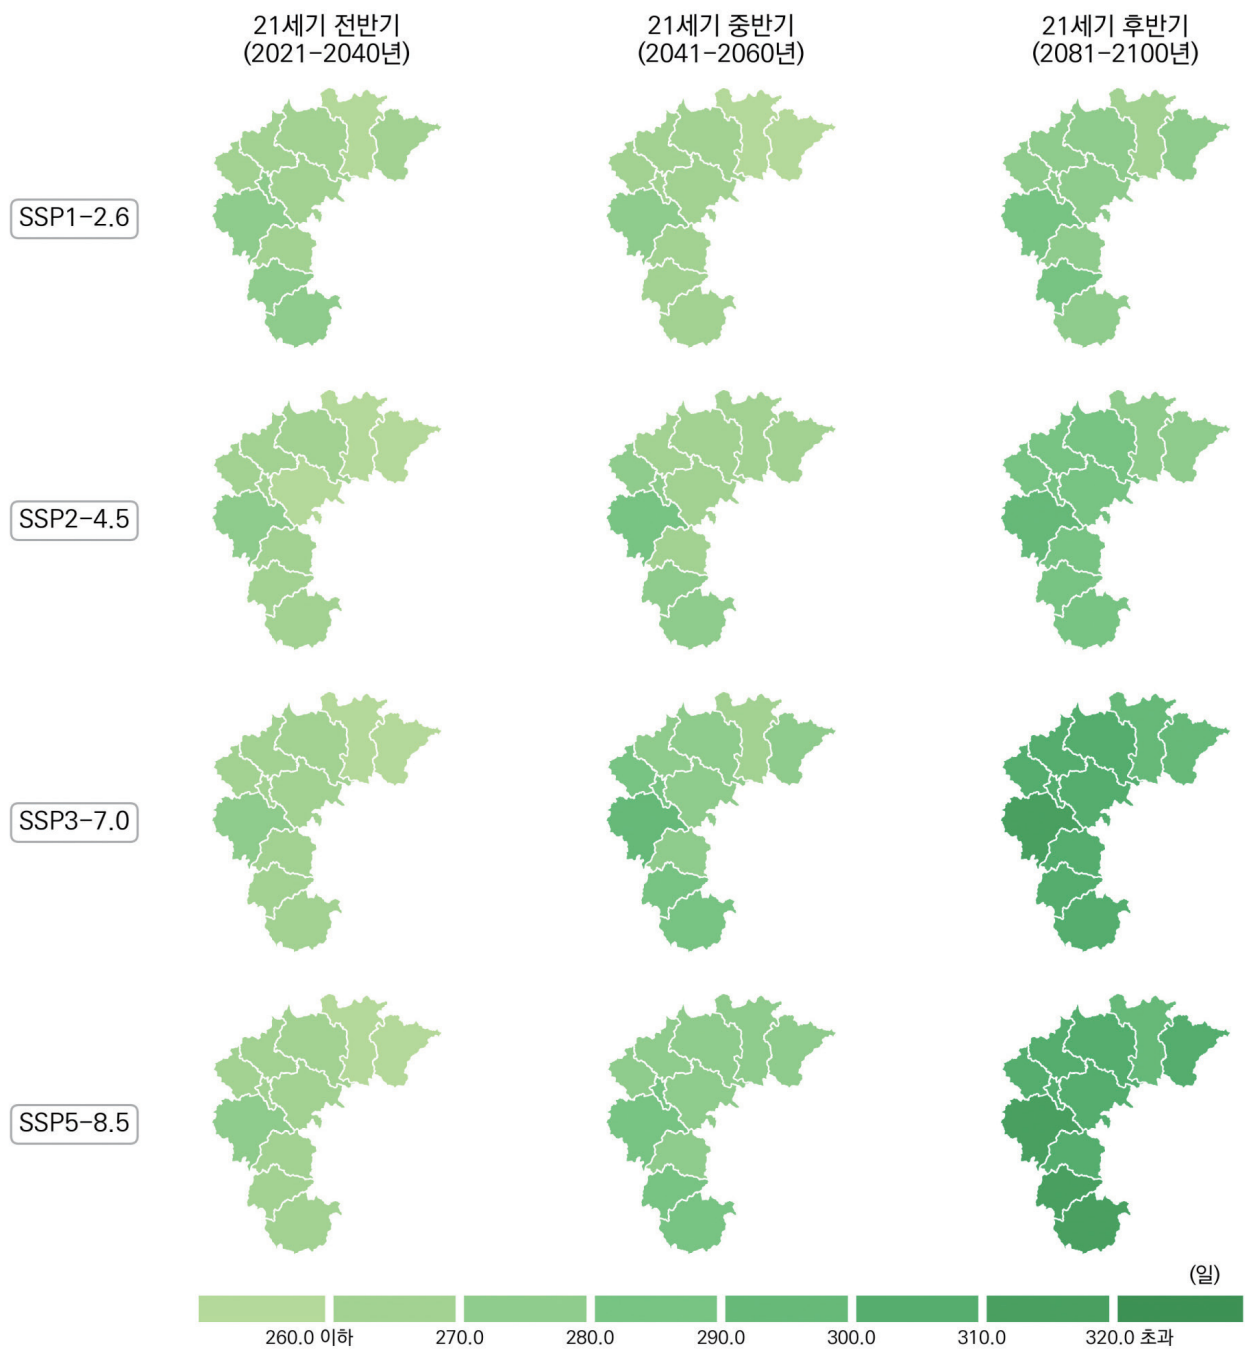 21세기 전반기
(2021-2040년)
21세기 중반기
(2041-2060년)
21세기 후반기
(2081-2100년)
SSP1-2.6
SSP2-4.5
SSP3-7.0
SSP5-8.5
(일)
260.0 이하 270.0 280.0 290.0 300.0 310.0 320.0 초과